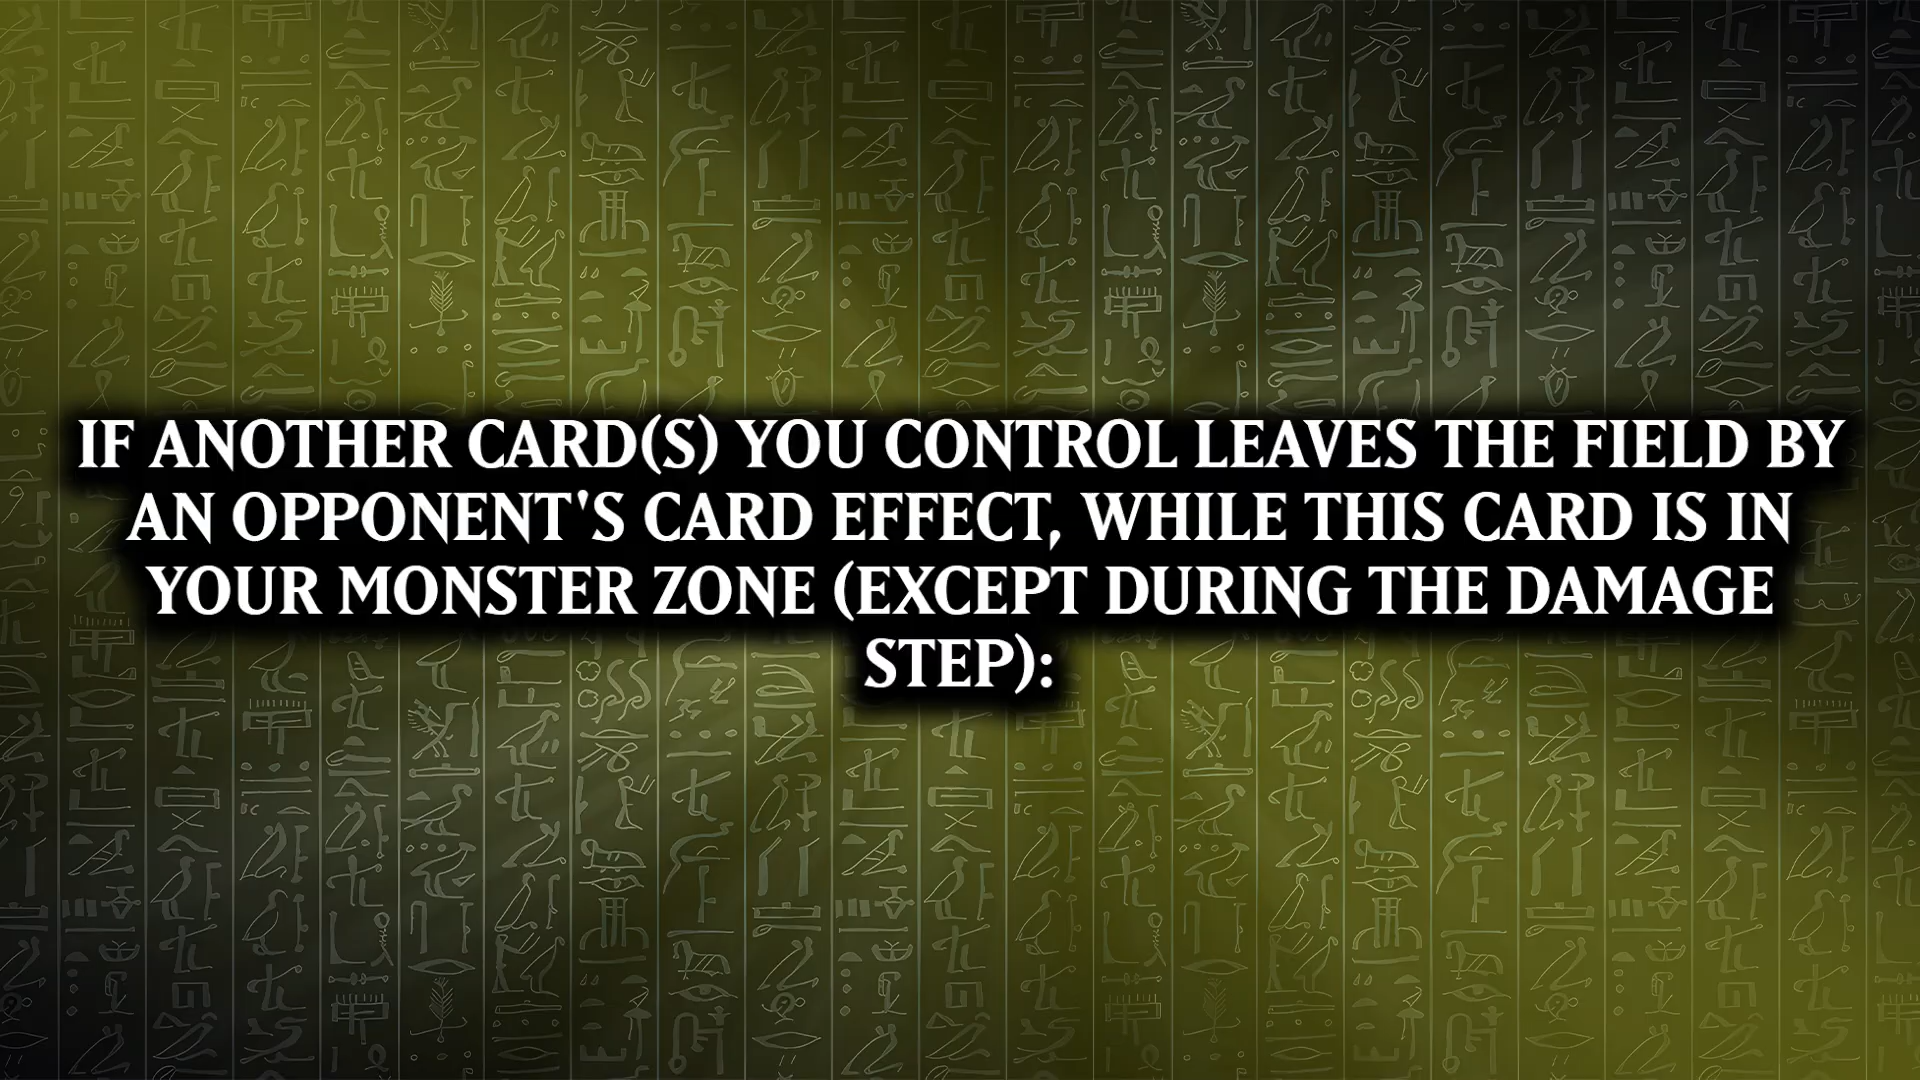 IF ANOTHER CARD(S) YOU CONTROL LEAVES THE FIELD BY
AN OPPONENT'S CARD EFFECT, WHILE THIS CARD IS IN
YOUR MONSTER ZONE (EXCEPT DURING THE DAMAGE
STEP):